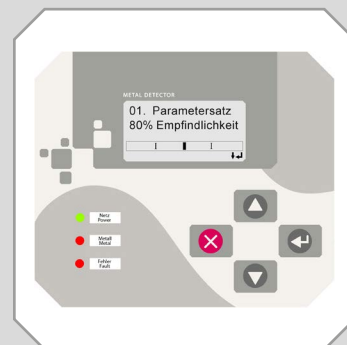 METAL DETECTOR
01. Parametersatz
80% Empfindlichkeit
Netz
Power
Metall
Metal
Fehler
Fault